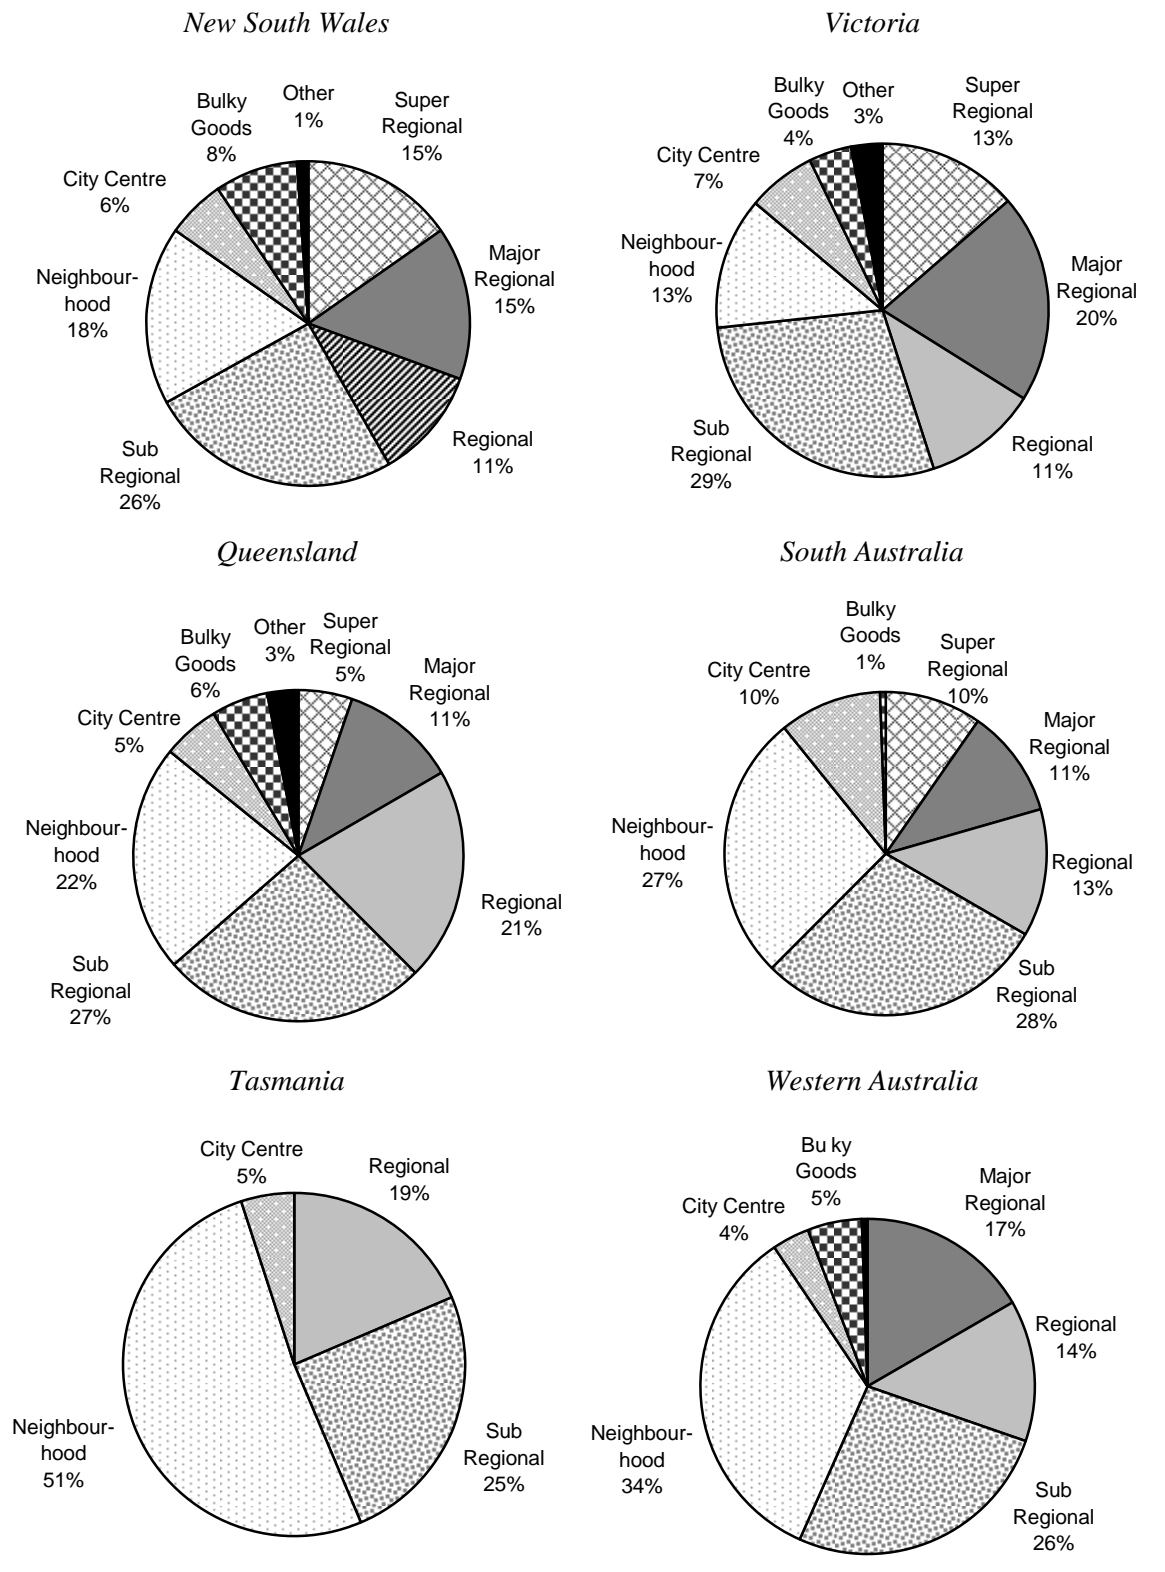 New South Wales
Other
1%
Super
Regional
15%
Major
Regional
15%
Regional
11%
Sub
Regional
26%
Neighbour-
hood
18%
City Centre
6%
Bulky
Goods
8%
Victoria
Other
3%
Super
Regional
13%
Major
Regional
20%
Regional
11%
Sub
Regional
29%
Neighbour-
hood
13%
City Centre
7%
Bulky
Goods
4%
Queensland
Other
3%
Super
Regional
5%
Major
Regional
11%
Regional
21%
Sub
Regional
27%
Neighbour-
hood
22%
City Centre
5%
Bulky
Goods
6%
South Australia
Bulky
Goods
1%
Super
Regional
10%
Major
Regional
11%
Regional
13%
Sub
Regional
28%
Neighbour-
hood
27%
City Centre
10%
Tasmania
City Centre
5%
Regional
19%
Sub
Regional
25%
Neighbour-
hood
51%
Western Australia
Bu ky
Goods
5%
Major
Regional
17%
Regional
14%
Sub
Regional
26%
Neighbour-
hood
34%
City Centre
4%